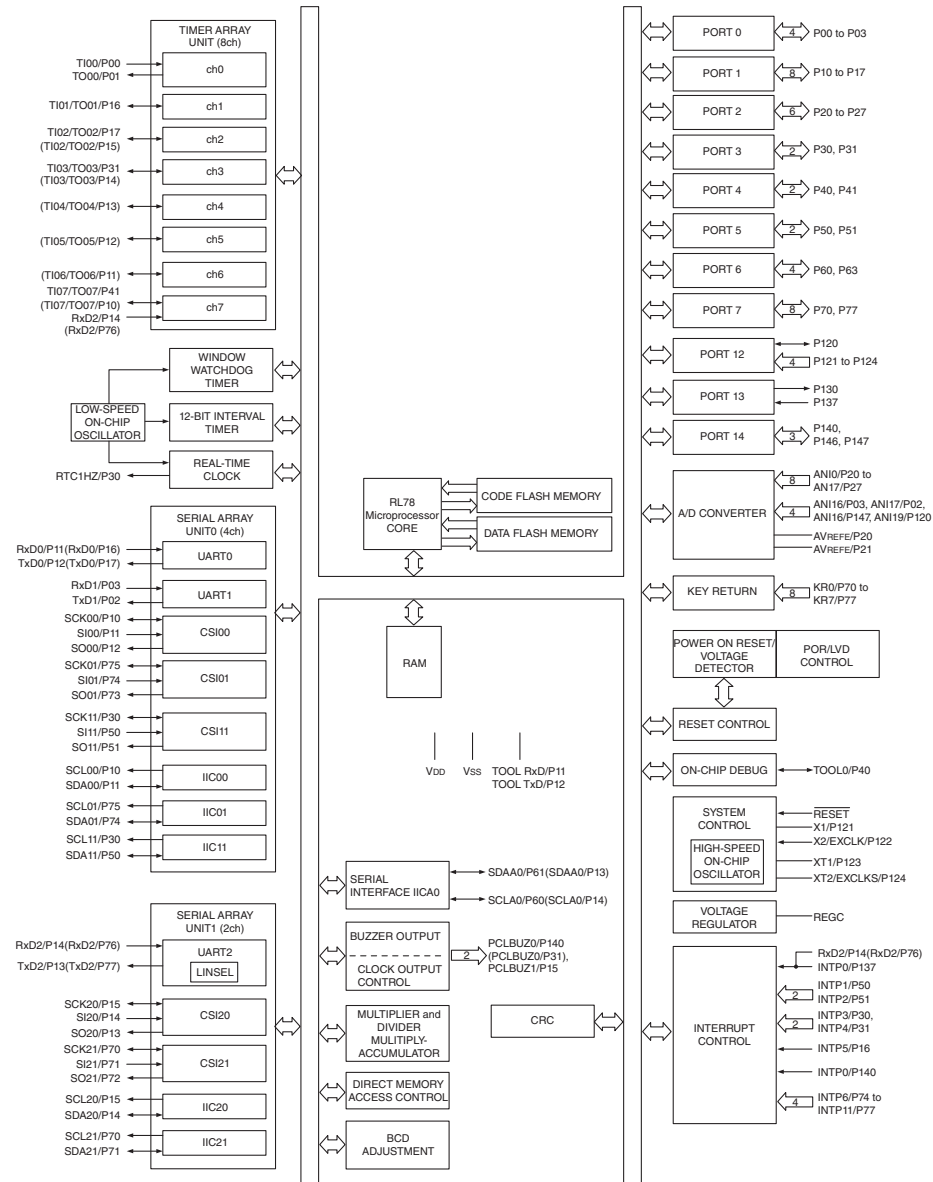 TIMER ARRAY
UNIT (8ch)
TI00/P00
TO00/P01
ch0
TI01/TO01/P16
ch1
TI02/TO02/P17
(TI02/TO02/P15)
ch2
TI03/TO03/P31
(TI03/TO03/P14)
ch3
(TI04/TO04/P13)
ch4
(TI05/TO05/P12)
ch5
(TI06/TO06/P11)
ch6
TI07/TO07/P41
(TI07/TO07/P10)
RxD2/P14
(RxD2/P76)
ch7
WINDOW
WATCHDOG
TIMER
LOW-SPEED
ON-CHIP
OSCILLATOR
12-BIT INTERVAL
TIMER
RTC1HZ/P30
REAL-TIME
CLOCK
SERIAL ARRAY
UNIT0 (4ch)
RxD0/P11(RxD0/P16)
TxD0/P12(TxD0/P17)
UART0
RxD1/P03
TxD1/P02
UART1
SCK00/P10
SI00/P11
SO00/P12
CSI00
SCK01/P75
SI01/P74
SO01/P73
CSI01
SCK11/P30
SI11/P50
SO11/P51
CSI11
SCL00/P10
SDA00/P11
IIC00
SCL01/P75
SDA01/P74
IIC01
SCL11/P30
SDA11/P50
IIC11
SERIAL ARRAY
UNIT1 (2ch)
RxD2/P14(RxD2/P76)
TxD2/P13(TxD2/P77)
UART2
LINSEL
SCK20/P15
SI20/P14
SO20/P13
CSI20
SCK21/P70
SI21/P71
SO21/P72
CSI21
SCL20/P15
SDA20/P14
IIC20
SCL21/P70
SDA21/P71
IIC21
RL78
Microprocessor
CORE
CODE FLASH MEMORY
DATA FLASH MEMORY
RAM
VDD
VSS
TOOL RxD/P11
TOOL TxD/P12
SERIAL
INTERFACE IICA0
SDAA0/P61(SDAA0/P13)
SCLA0/P60(SCLA0/P14)
BUZZER OUTPUT
CLOCK OUTPUT
CONTROL
2
PCLBUZ0/P140
(PCLBUZ0/P31),
PCLBUZ1/P15
MULTIPLIER and
DIVIDER
MULITIPLY-
ACCUMULATOR
CRC
DIRECT MEMORY
ACCESS CONTROL
BCD
ADJUSTMENT
PORT 0
4
P00 to P03
PORT 1
8
P10 to P17
PORT 2
6
P20 to P27
PORT 3
2
P30, P31
PORT 4
2
P40, P41
PORT 5
2
P50, P51
PORT 6
4
P60, P63
PORT 7
8
P70, P77
PORT 12
P120
4
P121 to P124
PORT 13
P130
P137
PORT 14
3
P140,
P146, P147
A/D CONVERTER
8
ANI0/P20 to
AN17/P27
4
ANI16/P03, ANI17/P02,
ANI16/P147, ANI19/P120
AVREFE/P20
AVREFE/P21
KEY RETURN
8
KR0/P70 to
KR7/P77
POWER ON RESET/
VOLTAGE
DETECTOR
POR/LVD
CONTROL
RESET CONTROL
ON-CHIP DEBUG
TOOL0/P40
SYSTEM
CONTROL
HIGH-SPEED
ON-CHIP
OSCILLATOR
RESET
X1/P121
X2/EXCLK/P122
XT1/P123
XT2/EXCLKS/P124
VOLTAGE
REGULATOR
REGC
INTERRUPT
CONTROL
RxD2/P14(RxD2/P76)
INTP0/P137
2
INTP1/P50
INTP2/P51
2
INTP3/P30,
INTP4/P31
INTP5/P16
INTP0/P140
4
INTP6/P74 to
INTP11/P77